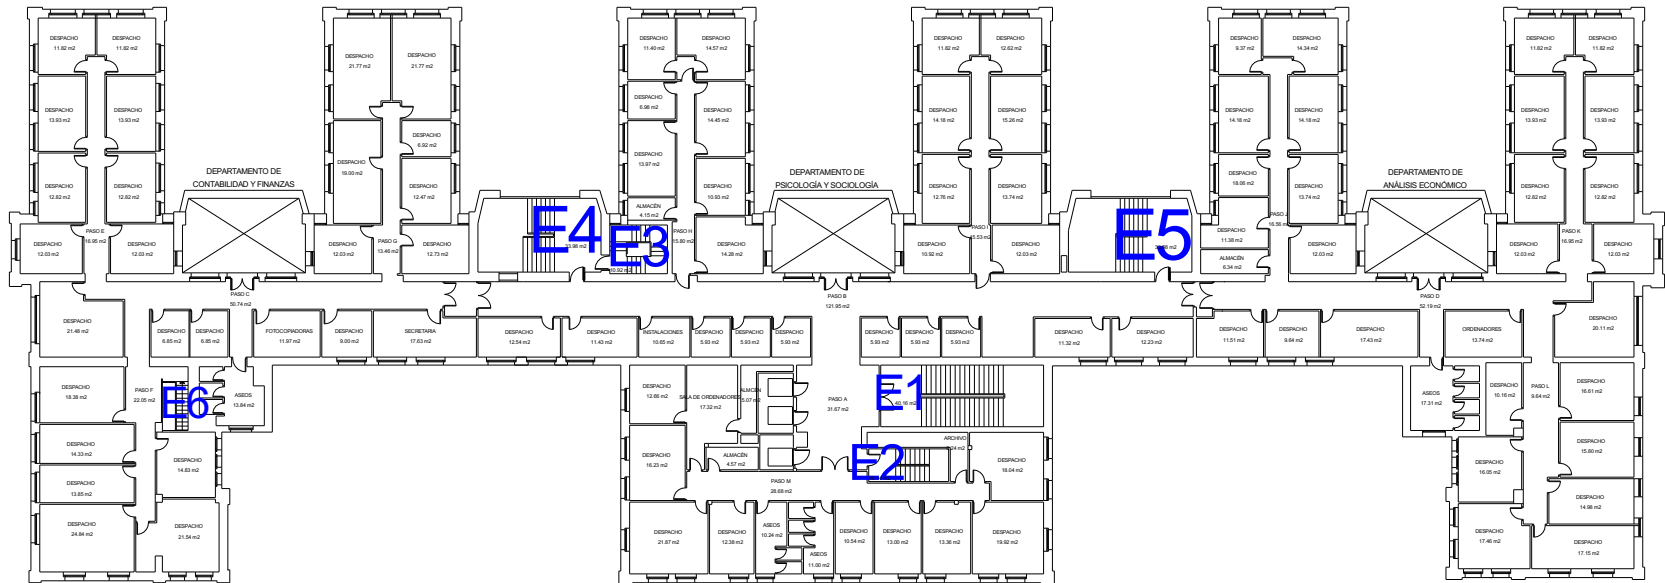 DESPACHO
11.82 m2
DESPACHO
11.82 m2
DESPACHO
21.77 m2
DESPACHO
21.77 m2
DESPACHO
11.40 m2
DESPACHO
14.57 m2
DESPACHO
11.82 m2
DESPACHO
12.62 m2
DESPACHO
9.37 m2
DESPACHO
14.34 m2
DESPACHO
11.82 m2
DESPACHO
11.82 m2
DESPACHO
13.93 m2
DESPACHO
13.93 m2
DESPACHO
6.98 m2
DESPACHO
14.45 m2
DESPACHO
14.18 m2
DESPACHO
15.26 m2
DESPACHO
14.18 m2
DESPACHO
14.18 m2
DESPACHO
13.93 m2
DESPACHO
13.93 m2
DESPACHO
6.92 m2
DESPACHO
19.00 m2
DESPACHO
13.97 m2
DESPACHO
12.82 m2
DESPACHO
12.82 m2
DEPARTAMENTO DE
CONTABILIDAD Y FINANZAS
DESPACHO
12.47 m2
DESPACHO
10.93 m2
DEPARTAMENTO DE
PSICOLOGÍA Y SOCIOLOGÍA
DESPACHO
12.76 m2
DESPACHO
13.74 m2
DESPACHO
18.06 m2
DESPACHO
13.74 m2
DEPARTAMENTO DE
ANÁLISIS ECONÓMICO
DESPACHO
12.82 m2
DESPACHO
12.82 m2
ALMACÉN
4.15 m2
PASO E
16.95 m2
DESPACHO
12.03 m2
DESPACHO
12.03 m2
DESPACHO
12.03 m2
PASO G
13.46 m2
DESPACHO
12.73 m2
E4
E3
10.92 m2
PASO H
15.80 m2
DESPACHO
14.28 m2
DESPACHO
10.92 m2
PASO I
15.53 m2
DESPACHO
12.03 m2
E5
DESPACHO
11.38 m2
ALMACÉN
6.34 m2
PASO J
16.56 m2
DESPACHO
12.03 m2
DESPACHO
12.03 m2
PASO K
16.95 m2
DESPACHO
12.03 m2
PASO C
50.74 m2
PASO B
121.95 m2
PASO D
52.19 m2
DESPACHO
21.46 m2
DESPACHO
6.85 m2
DESPACHO
6.85 m2
FOTOCOPIADORAS
11.97 m2
DESPACHO
9.00 m2
SECRETARIA
17.63 m2
DESPACHO
12.54 m2
DESPACHO
11.43 m2
INSTALACIONES
10.65 m2
DESPACHO
5.93 m2
DESPACHO
5.93 m2
DESPACHO
5.93 m2
DESPACHO
5.93 m2
DESPACHO
5.93 m2
DESPACHO
5.93 m2
DESPACHO
11.32 m2
DESPACHO
12.23 m2
DESPACHO
11.51 m2
DESPACHO
9.64 m2
DESPACHO
17.43 m2
ORDENADORES
13.74 m2
DESPACHO
20.11 m2
DESPACHO
18.38 m2
PASO F
22.05 m2
E6
ASEOS
13.84 m2
DESPACHO
12.66 m2
SALA DE ORDENADORES
17.32 m2
ALMCÉN
5.07 m2
PASO A
31.67 m2
E1
40.16 m2
ASEOS
17.31 m2
DESPACHO
10.16 m2
PASO L
9.64 m2
DESPACHO
16.61 m2
DESPACHO
14.33 m2
DESPACHO
14.63 m2
DESPACHO
16.23 m2
ALMACÉN
4.57 m2
E2
ARCHIVO
DESPACHO
18.04 m2
DESPACHO
16.05 m2
DESPACHO
15.80 m2
DESPACHO
13.85 m2
PASO M
28.68 m2
DESPACHO
14.98 m2
DESPACHO
24.84 m2
DESPACHO
21.54 m2
DESPACHO
21.87 m2
DESPACHO
12.38 m2
ASEOS
10.24 m2
ASEOS
11.00 m2
DESPACHO
10.54 m2
DESPACHO
13.00 m2
DESPACHO
13.36 m2
DESPACHO
19.92 m2
DESPACHO
17.46 m2
DESPACHO
17.15 m2